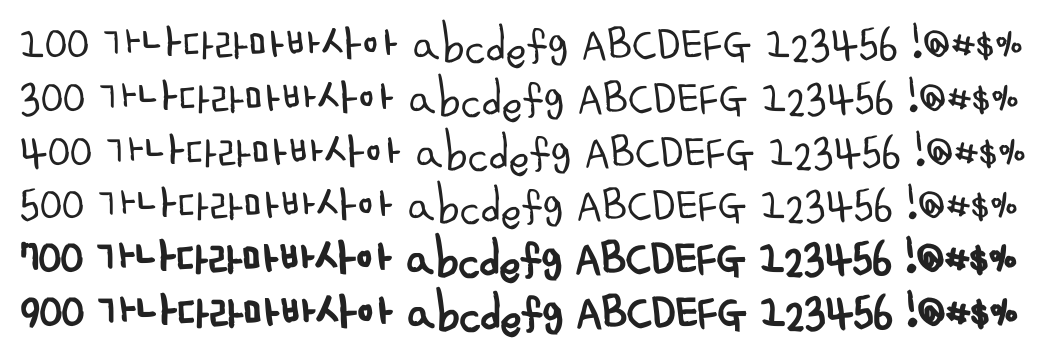 100 가나다라마바사아 abcdefg ABCDEFG 123456 !@#$%
300 가나다라마바사아 abcdefg ABCDEFG 123456 !@#$%
400 가나다라마바사아 abcdefg ABCDEFG 123456 !@#$%
500 가나다라마바사아 abcdefg ABCDEFG 123456 !@#$%
700 가나다라마바사아 abcdefg ABCDEFG 123456 !@#$%
900 가나다라마바사아 abcdefg ABCDEFG 123456 !@#$%